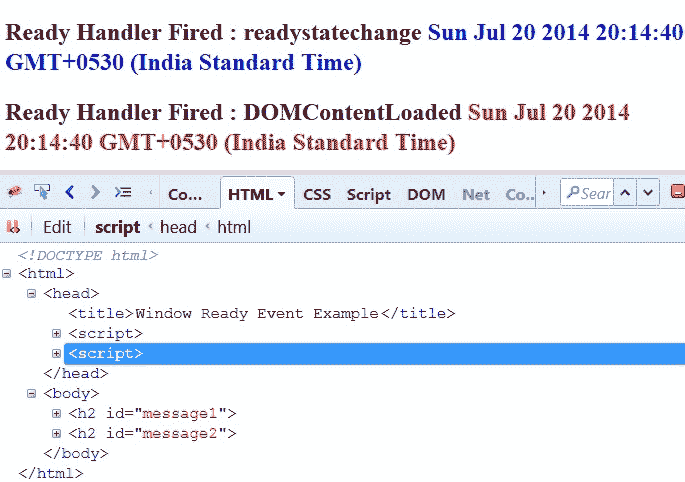 Ready Handler Fired : readystatechange Sun Jul 20 2014 20:14:40
GMT+0530 (India Standard Time)
Ready Handler Fired : DOMContentLoaded Sun Jul 20 2014
20:14:40 GMT+0530 (India Standard Time)
Co... HTML CSS Script DOM Net Co.. Sear
Edit script < head < html
<!DOCTYPE html>
<html>
<head>
<title>Window Ready Event Example</title>
<script>
<script>
</head>
<body>
<h2 id="message1">
<h2 id="message2">
</body>
</html>